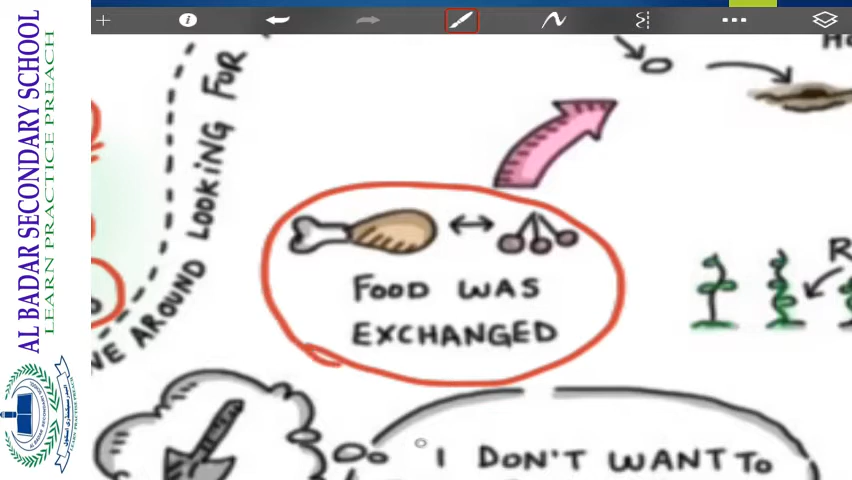 AL BADAR SECONDARY SCHOOL
LEARN PRACTICE PREACH
AROUND LOOKING FOR
FOOD WAS
EXCHANGED
R
I DON'T WANT TO